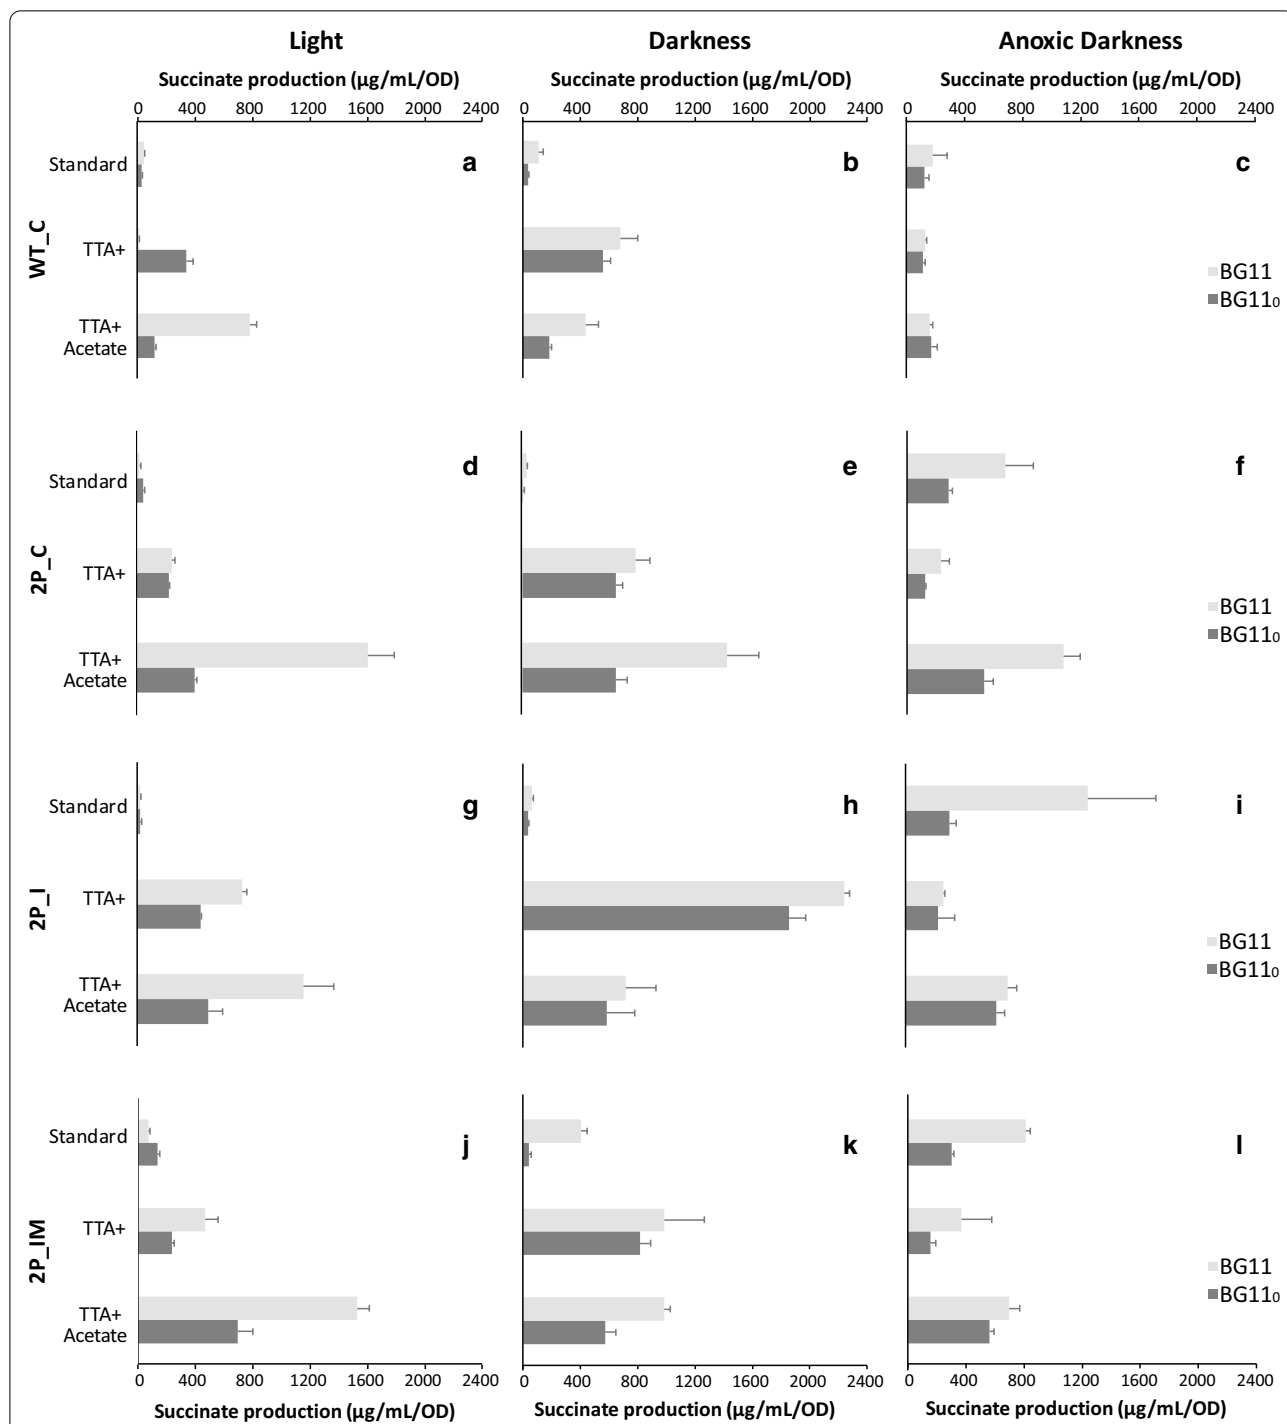 Light Darkness Anoxic Darkness
Succinate production (µg/mL/OD) Succinate production (µg/mL/OD) Succinate production (µg/mL/OD)
0 400 800 1200 1600 2000 2400 0 400 800 1200 1600 2000 2400 0 400 800 1200 1600 2000 2400
WT_C
Standard
TTA+
TTA+
Acetate
a b c
BG11
BG11₀
2P_C
Standard
TTA+
TTA+
Acetate
d e f
BG11
BG11₀
2P_I
Standard
TTA+
TTA+
Acetate
g h i
BG11
BG11₀
2P_IM
Standard
TTA+
TTA+
Acetate
j k l
BG11
BG11₀
0 400 800 1200 1600 2000 2400 0 400 800 1200 1600 2000 2400 0 400 800 1200 1600 2000 2400
Succinate production (µg/mL/OD) Succinate production (µg/mL/OD) Succinate production (µg/mL/OD)